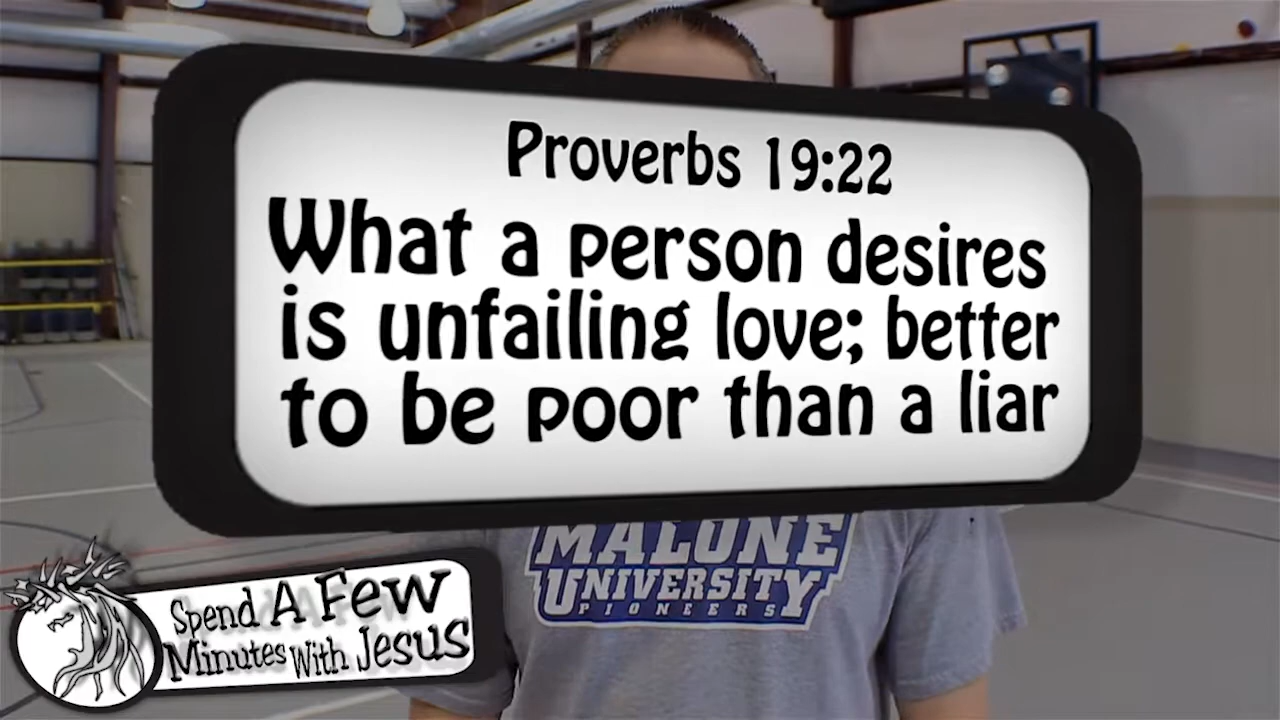 Proverbs 19:22
What a person desires
is unfailing love; better
to be poor than a liar
MALONE
UNIVERSITY
PIONEERS
Spend A Few
Minutes With Jesus